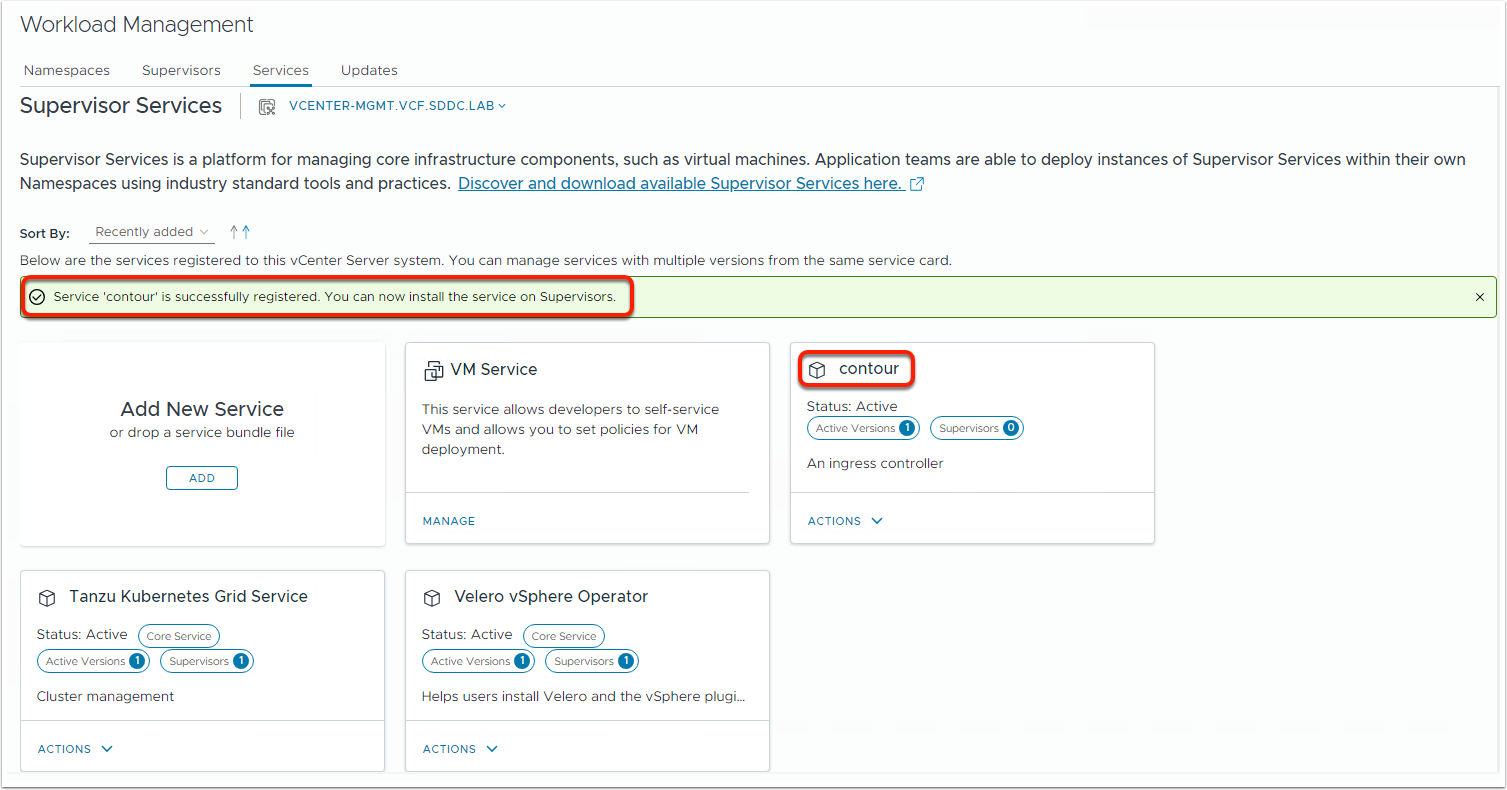 Workload Management
Namespaces Supervisors Services Updates
Supervisor Services VCENTER-MGMT.VCF.SDDC.LAB
Supervisor Services is a platform for managing core infrastructure components, such as virtual machines. Application teams are able to deploy instances of Supervisor Services within their own
Namespaces using industry standard tools and practices. Discover and download available Supervisor Services here.
Sort By: Recently added
Below are the services registered to this vCenter Server system. You can manage services with multiple versions from the same service card.
Service 'contour' is successfully registered. You can now install the service on Supervisors.
Add New Service
or drop a service bundle file
ADD
VM Service
This service allows developers to self-service
VMs and allows you to set policies for VM
deployment.
MANAGE
contour
Status: Active
Active Versions 1 Supervisors 0
An ingress controller
ACTIONS
Tanzu Kubernetes Grid Service
Status: Active Core Service
Active Versions 1 Supervisors 1
Cluster management
ACTIONS
Velero vSphere Operator
Status: Active Core Service
Active Versions 1 Supervisors 1
Helps users install Velero and the vSphere plugi...
ACTIONS